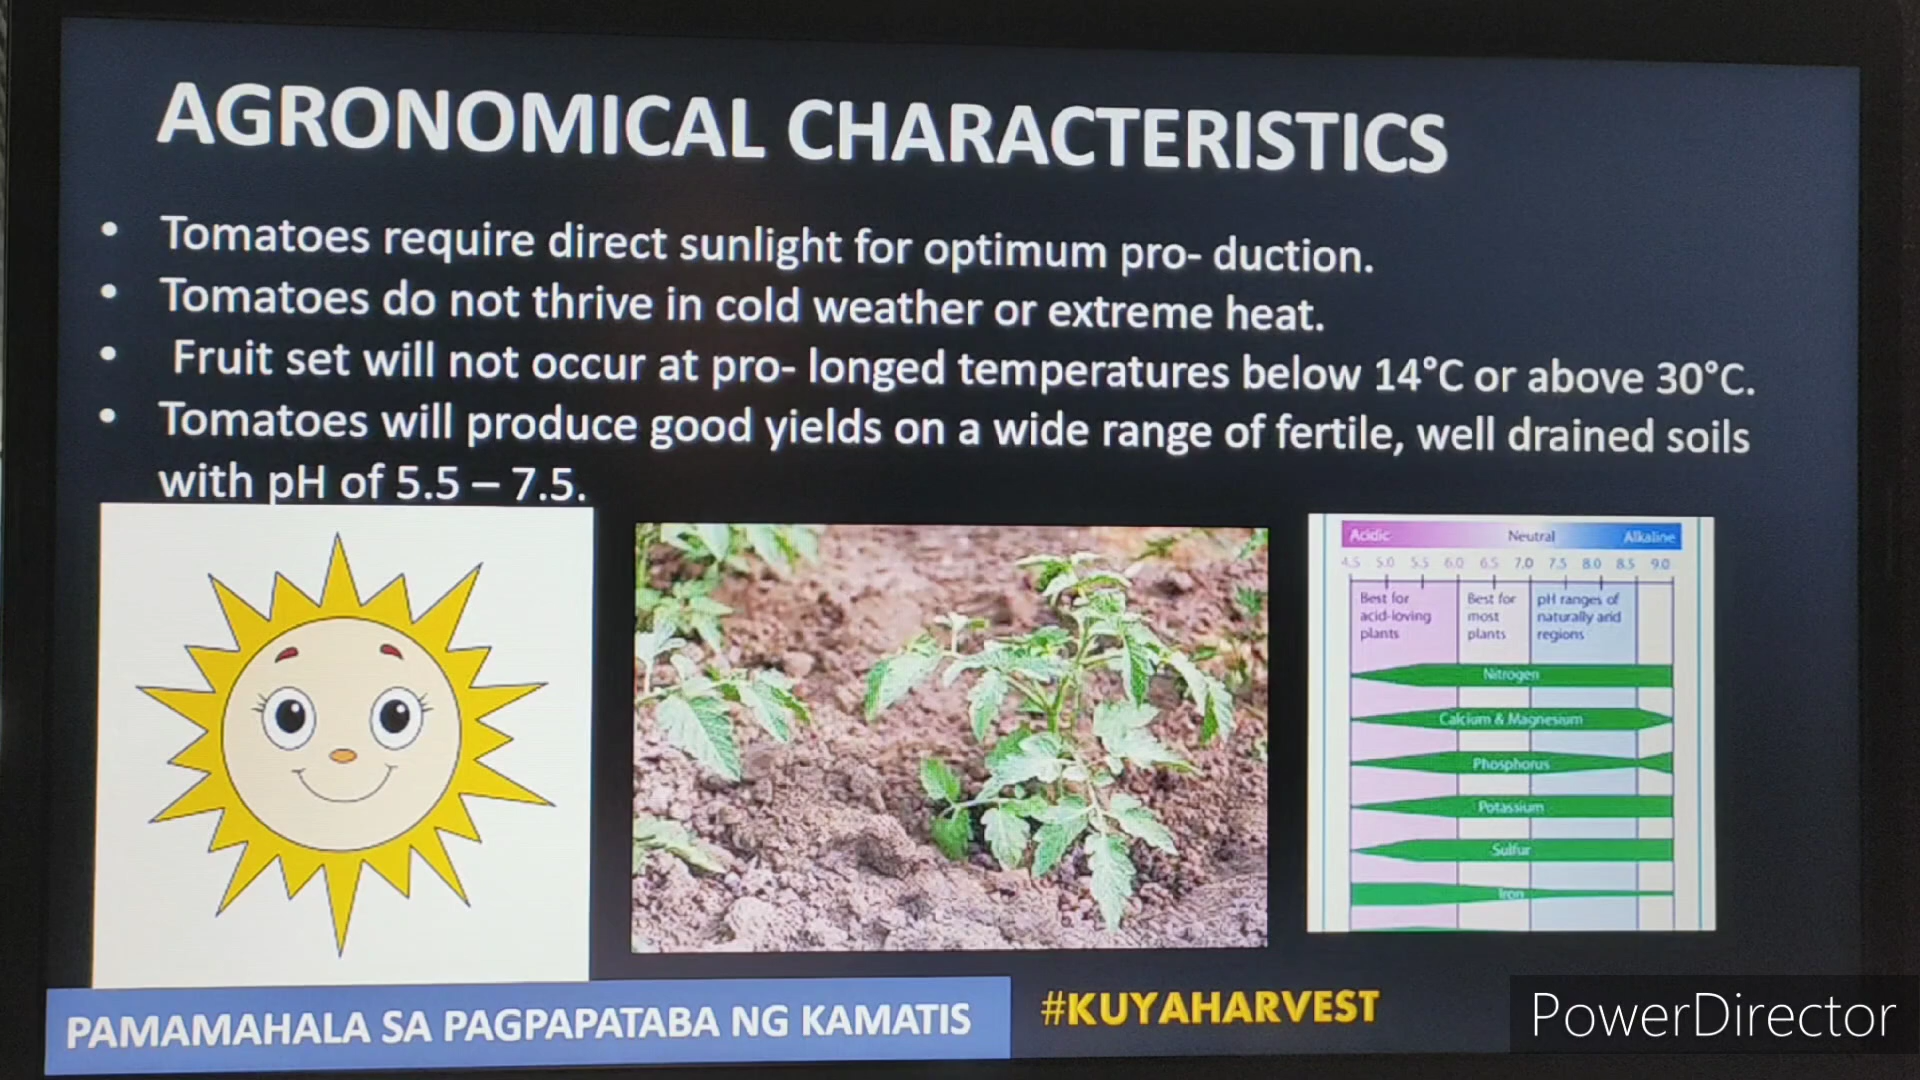 AGRONOMICAL CHARACTERISTICS
• Tomatoes require direct sunlight for optimum pro- duction.
• Tomatoes do not thrive in cold weather or extreme heat.
• Fruit set will not occur at pro- longed temperatures below 14°C or above 30°C.
• Tomatoes will produce good yields on a wide range of fertile, well drained soils
with pH of 5.5 – 7.5.
Acidic Neutral Alkaline
4.5 5.0 5.5 6.0 6.5 7.0 7.5 8.0 8.5 9.0
Best for
acid-loving
plants
Best for
most
plants
pH ranges of
naturally arid
regions
Nitrogen
Calcium & Magnesium
Phosphorus
Potassium
Sulfur
Iron
PAMAMAHALA SA PAGPAPATABA NG KAMATIS
#KUYAHARVEST
PowerDirector